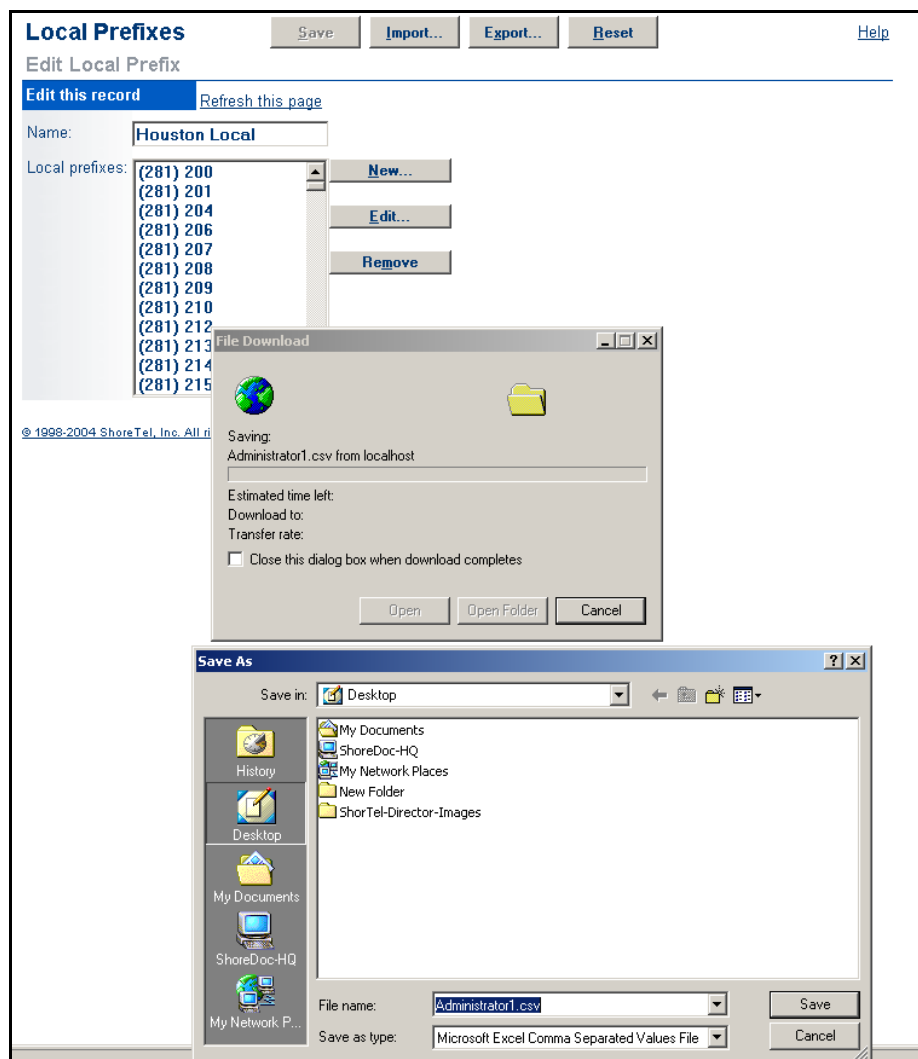 Local Prefixes Save Import... Export... Reset Help
Edit Local Prefix
Edit this record Refresh this page
Name: Houston Local
Local prefixes: (281) 200 New...
(281) 201
(281) 204 Edit...
(281) 206
(281) 207
(281) 208 Remove
(281) 209
(281) 210
(281) 212
(281) 213
(281) 214
(281) 215
File Download
© 1998-2004 ShoreTel, Inc. All ri
Saving:
Administrator1.csv from localhost
Estimated time left:
Download to:
Transfer rate:
Close this dialog box when download completes
Open Open Folder Cancel
Save As
Save in: Desktop
My Documents
ShoreDoc-HQ
My Network Places
New Folder
ShorTel-Director-Images
History
Desktop
My Documents
ShoreDoc-HQ
My Network P...
File name: Administrator1.csv Save
Save as type: Microsoft Excel Comma Separated Values File Cancel